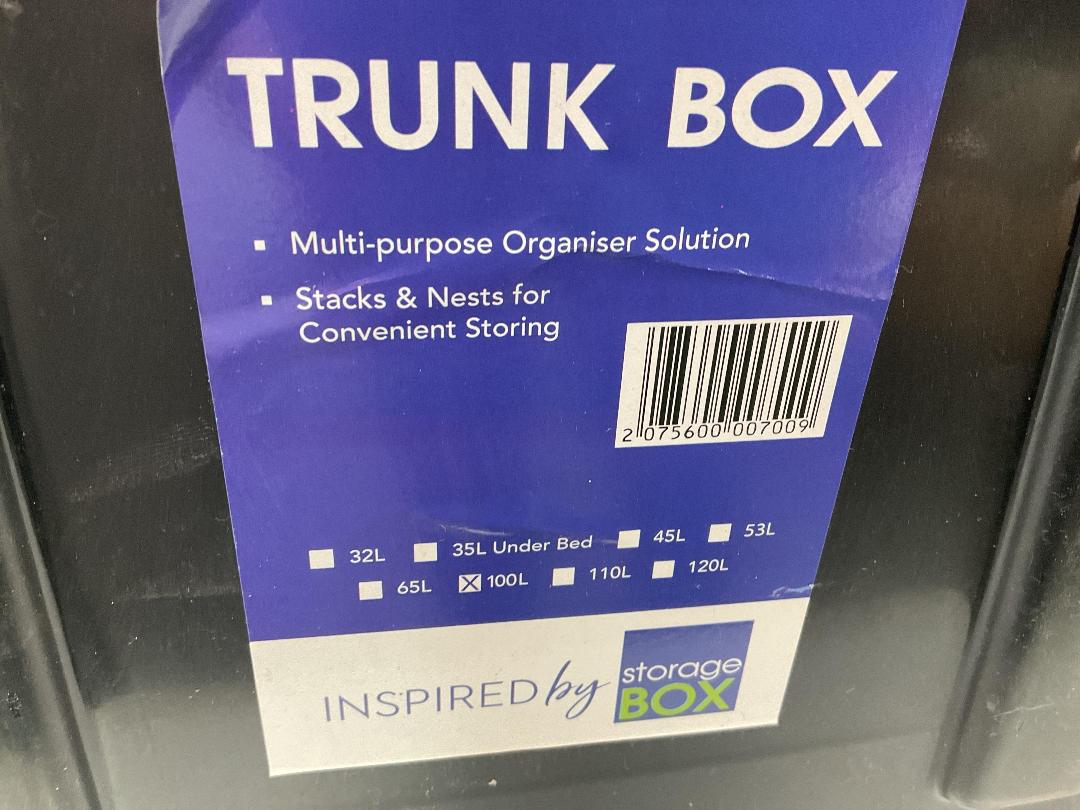 TRUNK BOX
▪ Multi-purpose Organiser Solution
▪ Stacks & Nests for
Convenient Storing
2 075600 007009
☐ 32L ☐ 35L Under Bed ☐ 45L ☐ 53L
☐ 65L ☒ 100L ☐ 110L ☐ 120L
INSPIRED by storage
BOX